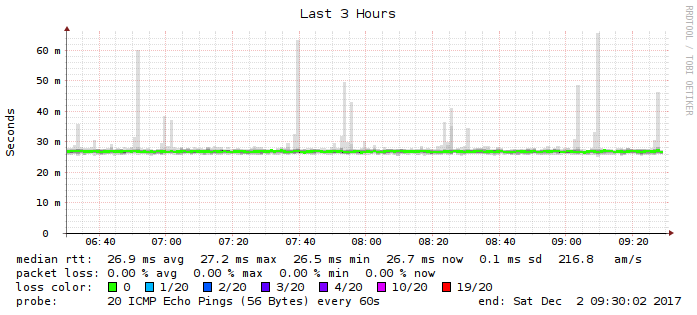 Last 3 Hours
RRDTOOL / TOBI OETIKER
Seconds
60 m
50 m
40 m
30 m
20 m
10 m
0
06:40 07:00 07:20 07:40 08:00 08:20 08:40 09:00 09:20
median rtt: 26.9 ms avg 27.2 ms max 26.5 ms min 26.7 ms now 0.1 ms sd 216.8 am/s
packet loss: 0.00 % avg 0.00 % max 0.00 % min 0.00 % now
loss color: 0 1/20 2/20 3/20 4/20 10/20 19/20
probe: 20 ICMP Echo Pings (56 Bytes) every 60s end: Sat Dec 2 09:30:02 2017